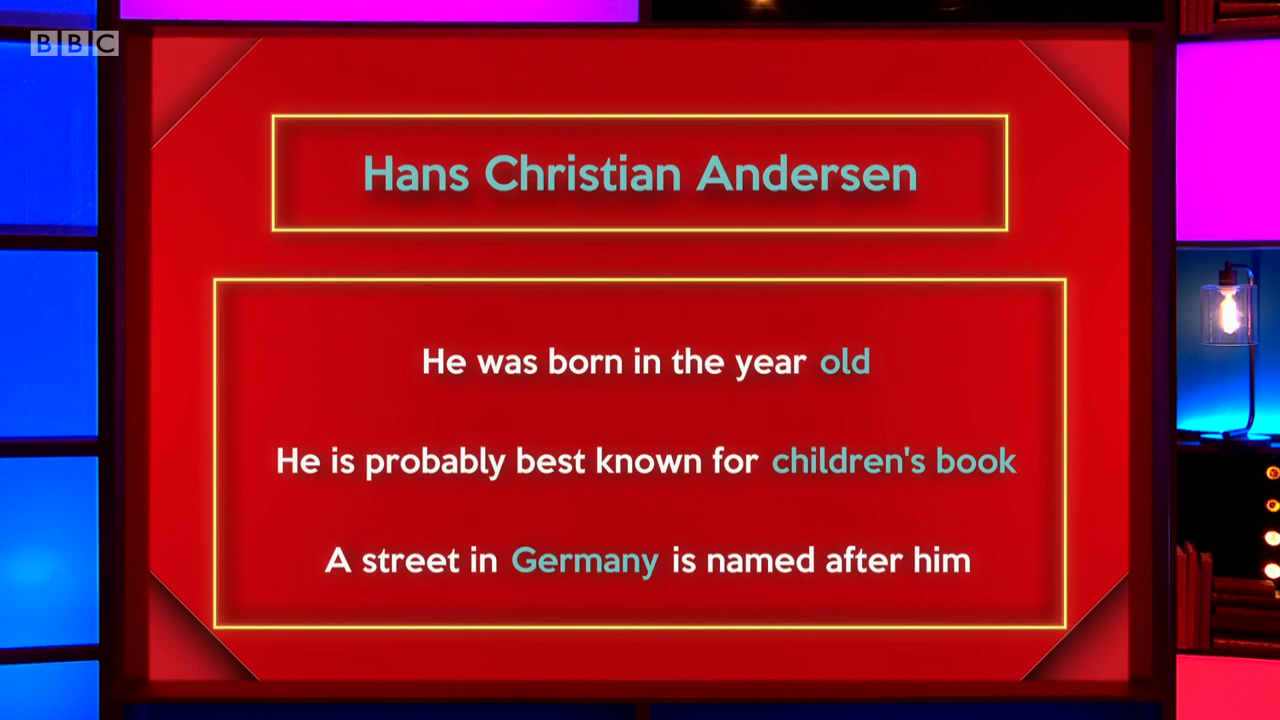 BBC
Hans Christian Andersen
He was born in the year old
He is probably best known for children's book
A street in Germany is named after him